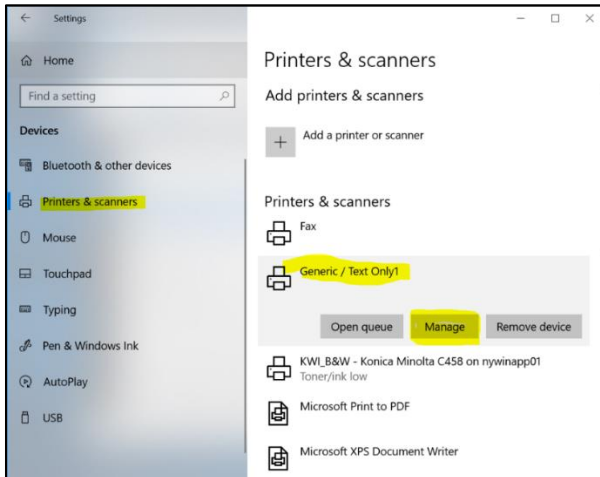 Settings
Home
Find a setting
Devices
Bluetooth & other devices
Printers & scanners
Mouse
Touchpad
Typing
Pen & Windows Ink
AutoPlay
USB
Printers & scanners
Add printers & scanners
Add a printer or scanner
Printers & scanners
Fax
Generic / Text Only1
Open queue Manage Remove device
KWI_B&W - Konica Minolta C458 on nywinapp01
Toner/ink low
Microsoft Print to PDF
Microsoft XPS Document Writer